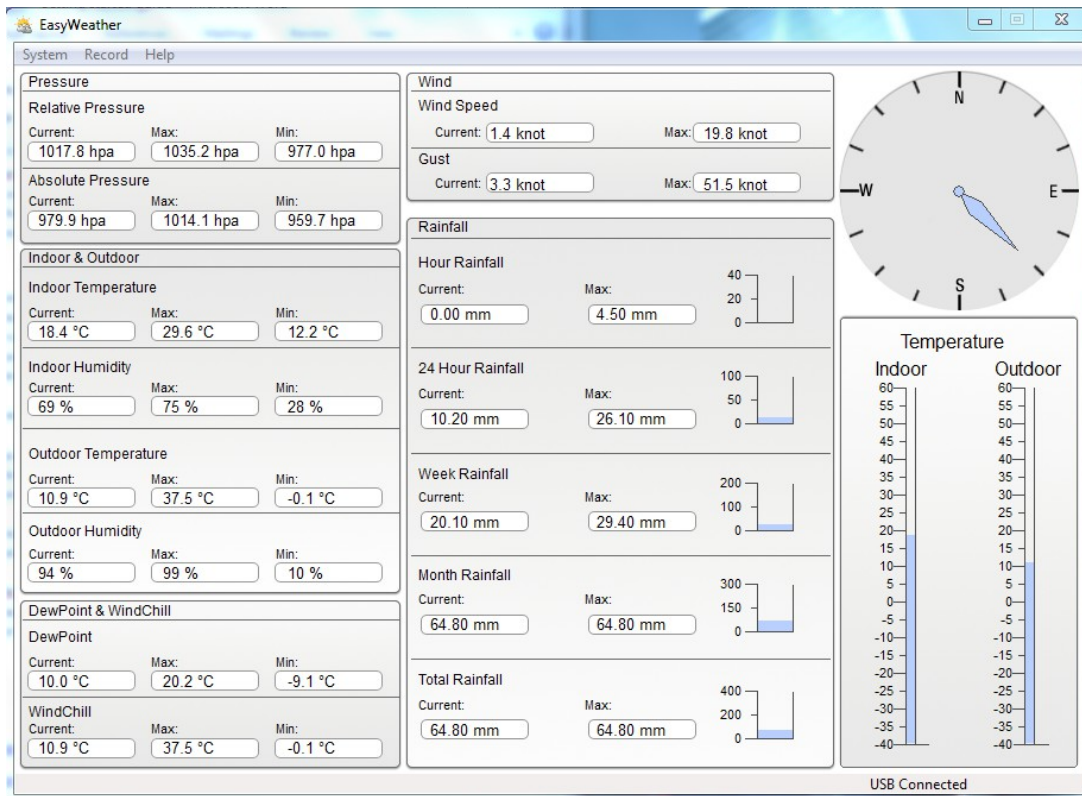 EasyWeather
System Record Help
Pressure
Relative Pressure
Current: Max: Min:
1017.8 hpa 1035.2 hpa 977.0 hpa
Absolute Pressure
Current: Max: Min:
979.9 hpa 1014.1 hpa 959.7 hpa
Indoor & Outdoor
Indoor Temperature
Current: Max: Min:
18.4 °C 29.6 °C 12.2 °C
Indoor Humidity
Current: Max: Min:
69 % 75 % 28 %
Outdoor Temperature
Current: Max: Min:
10.9 °C 37.5 °C -0.1 °C
Outdoor Humidity
Current: Max: Min:
94 % 99 % 10 %
DewPoint & WindChill
DewPoint
Current: Max: Min:
10.0 °C 20.2 °C -9.1 °C
WindChill
Current: Max: Min:
10.9 °C 37.5 °C -0.1 °C
Wind
Wind Speed
Current: 1.4 knot Max: 19.8 knot
Gust
Current: 3.3 knot Max: 51.5 knot
Rainfall
Hour Rainfall
Current: Max:
0.00 mm 4.50 mm
40
20
0
24 Hour Rainfall
Current: Max:
10.20 mm 26.10 mm
100
50
0
Week Rainfall
Current: Max:
20.10 mm 29.40 mm
200
100
0
Month Rainfall
Current: Max:
64.80 mm 64.80 mm
300
150
0
Total Rainfall
Current: Max:
64.80 mm 64.80 mm
400
200
0
N
W E
S
Temperature
Indoor Outdoor
60 60
55 55
50 50
45 45
40 40
35 35
30 30
25 25
20 20
15 15
10 10
5 5
0 0
-5 -5
-10 -10
-15 -15
-20 -20
-25 -25
-30 -30
-35 -35
-40 -40
USB Connected